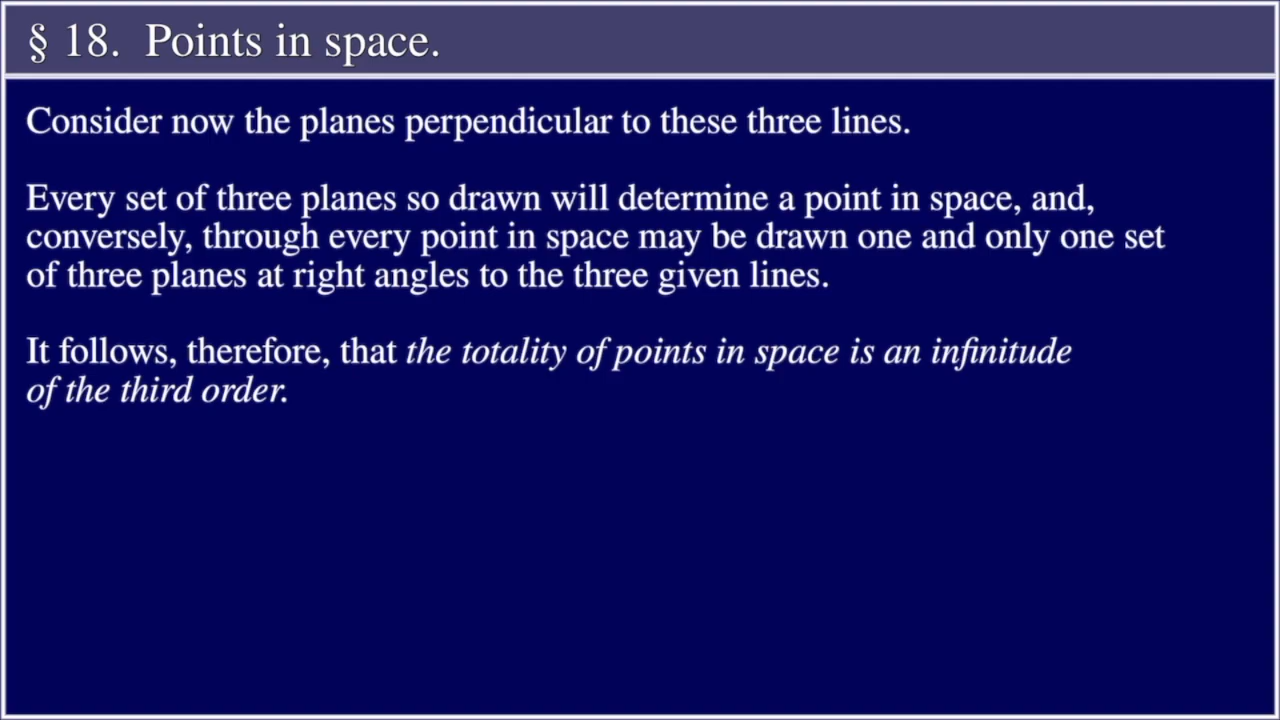 § 18. Points in space.
Consider now the planes perpendicular to these three lines.
Every set of three planes so drawn will determine a point in space, and,
conversely, through every point in space may be drawn one and only one set
of three planes at right angles to the three given lines.
It follows, therefore, that the totality of points in space is an infinitude
of the third order.